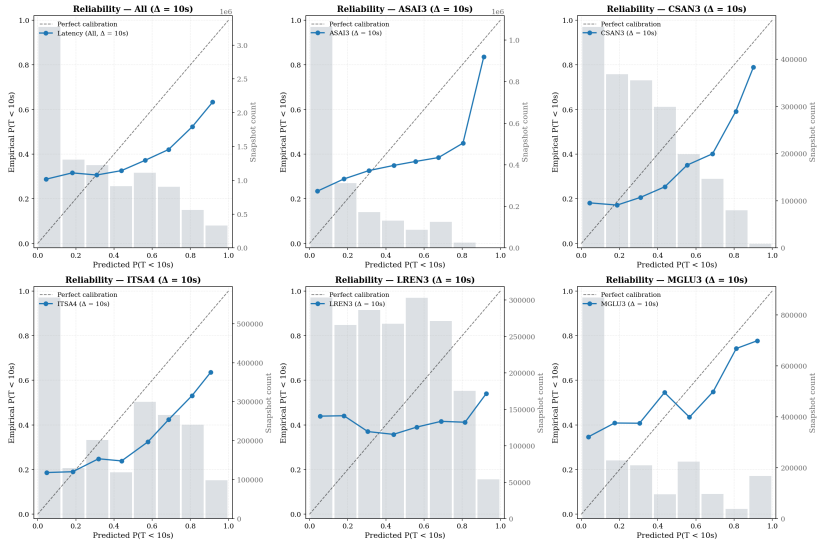 Reliability — All (Δ = 10s)
1e6
Perfect calibration
Latency (All, Δ = 10s)
1.0
0.8
0.6
0.4
0.2
0.0
3.0
2.5
2.0
1.5
1.0
0.5
0.0
0.0 0.2 0.4 0.6 0.8 1.0
Empirical P(T < 10s)
Snapshot count
Predicted P(T < 10s)
Reliability — ASAI3 (Δ = 10s)
1e6
Perfect calibration
ASAI3 (Δ = 10s)
1.0
0.8
0.6
0.4
0.2
0.0
1.0
0.8
0.6
0.4
0.2
0.0
0.0 0.2 0.4 0.6 0.8 1.0
Empirical P(T < 10s)
Snapshot count
Predicted P(T < 10s)
Reliability — CSAN3 (Δ = 10s)
Perfect calibration
CSAN3 (Δ = 10s)
1.0
0.8
0.6
0.4
0.2
0.0
400000
300000
200000
100000
0
0.0 0.2 0.4 0.6 0.8 1.0
Empirical P(T < 10s)
Snapshot count
Predicted P(T < 10s)
Reliability — ITSA4 (Δ = 10s)
Perfect calibration
ITSA4 (Δ = 10s)
1.0
0.8
0.6
0.4
0.2
0.0
500000
400000
300000
200000
100000
0
0.0 0.2 0.4 0.6 0.8 1.0
Empirical P(T < 10s)
Snapshot count
Predicted P(T < 10s)
Reliability — LREN3 (Δ = 10s)
Perfect calibration
LREN3 (Δ = 10s)
1.0
0.8
0.6
0.4
0.2
0.0
300000
250000
200000
150000
100000
50000
0
0.0 0.2 0.4 0.6 0.8 1.0
Empirical P(T < 10s)
Snapshot count
Predicted P(T < 10s)
Reliability — MGLU3 (Δ = 10s)
Perfect calibration
MGLU3 (Δ = 10s)
1.0
0.8
0.6
0.4
0.2
0.0
800000
600000
400000
200000
0
0.0 0.2 0.4 0.6 0.8 1.0
Empirical P(T < 10s)
Snapshot count
Predicted P(T < 10s)